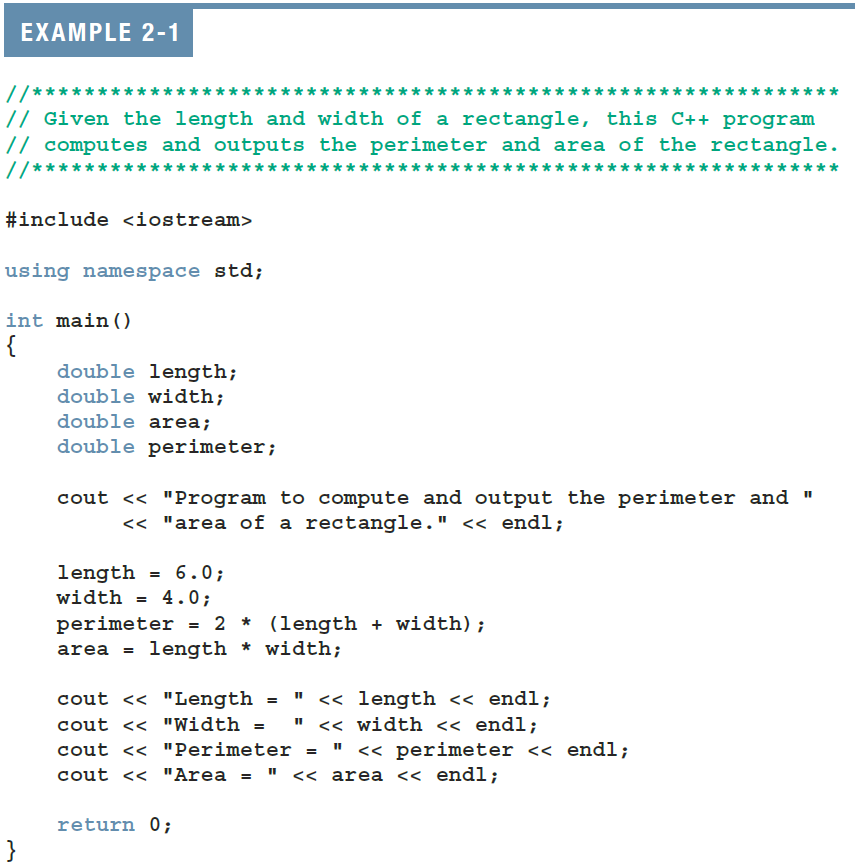 EXAMPLE 2-1
//**************************************************************
// Given the length and width of a rectangle, this C++ program
// computes and outputs the perimeter and area of the rectangle.
//**************************************************************
#include <iostream>
using namespace std;
int main()
{
    double length;
    double width;
    double area;
    double perimeter;
    cout << "Program to compute and output the perimeter and "
         << "area of a rectangle." << endl;
    length = 6.0;
    width = 4.0;
    perimeter = 2 * (length + width);
    area = length * width;
    cout << "Length = " << length << endl;
    cout << "Width =  " << width << endl;
    cout << "Perimeter = " << perimeter << endl;
    cout << "Area = " << area << endl;
    return 0;
}